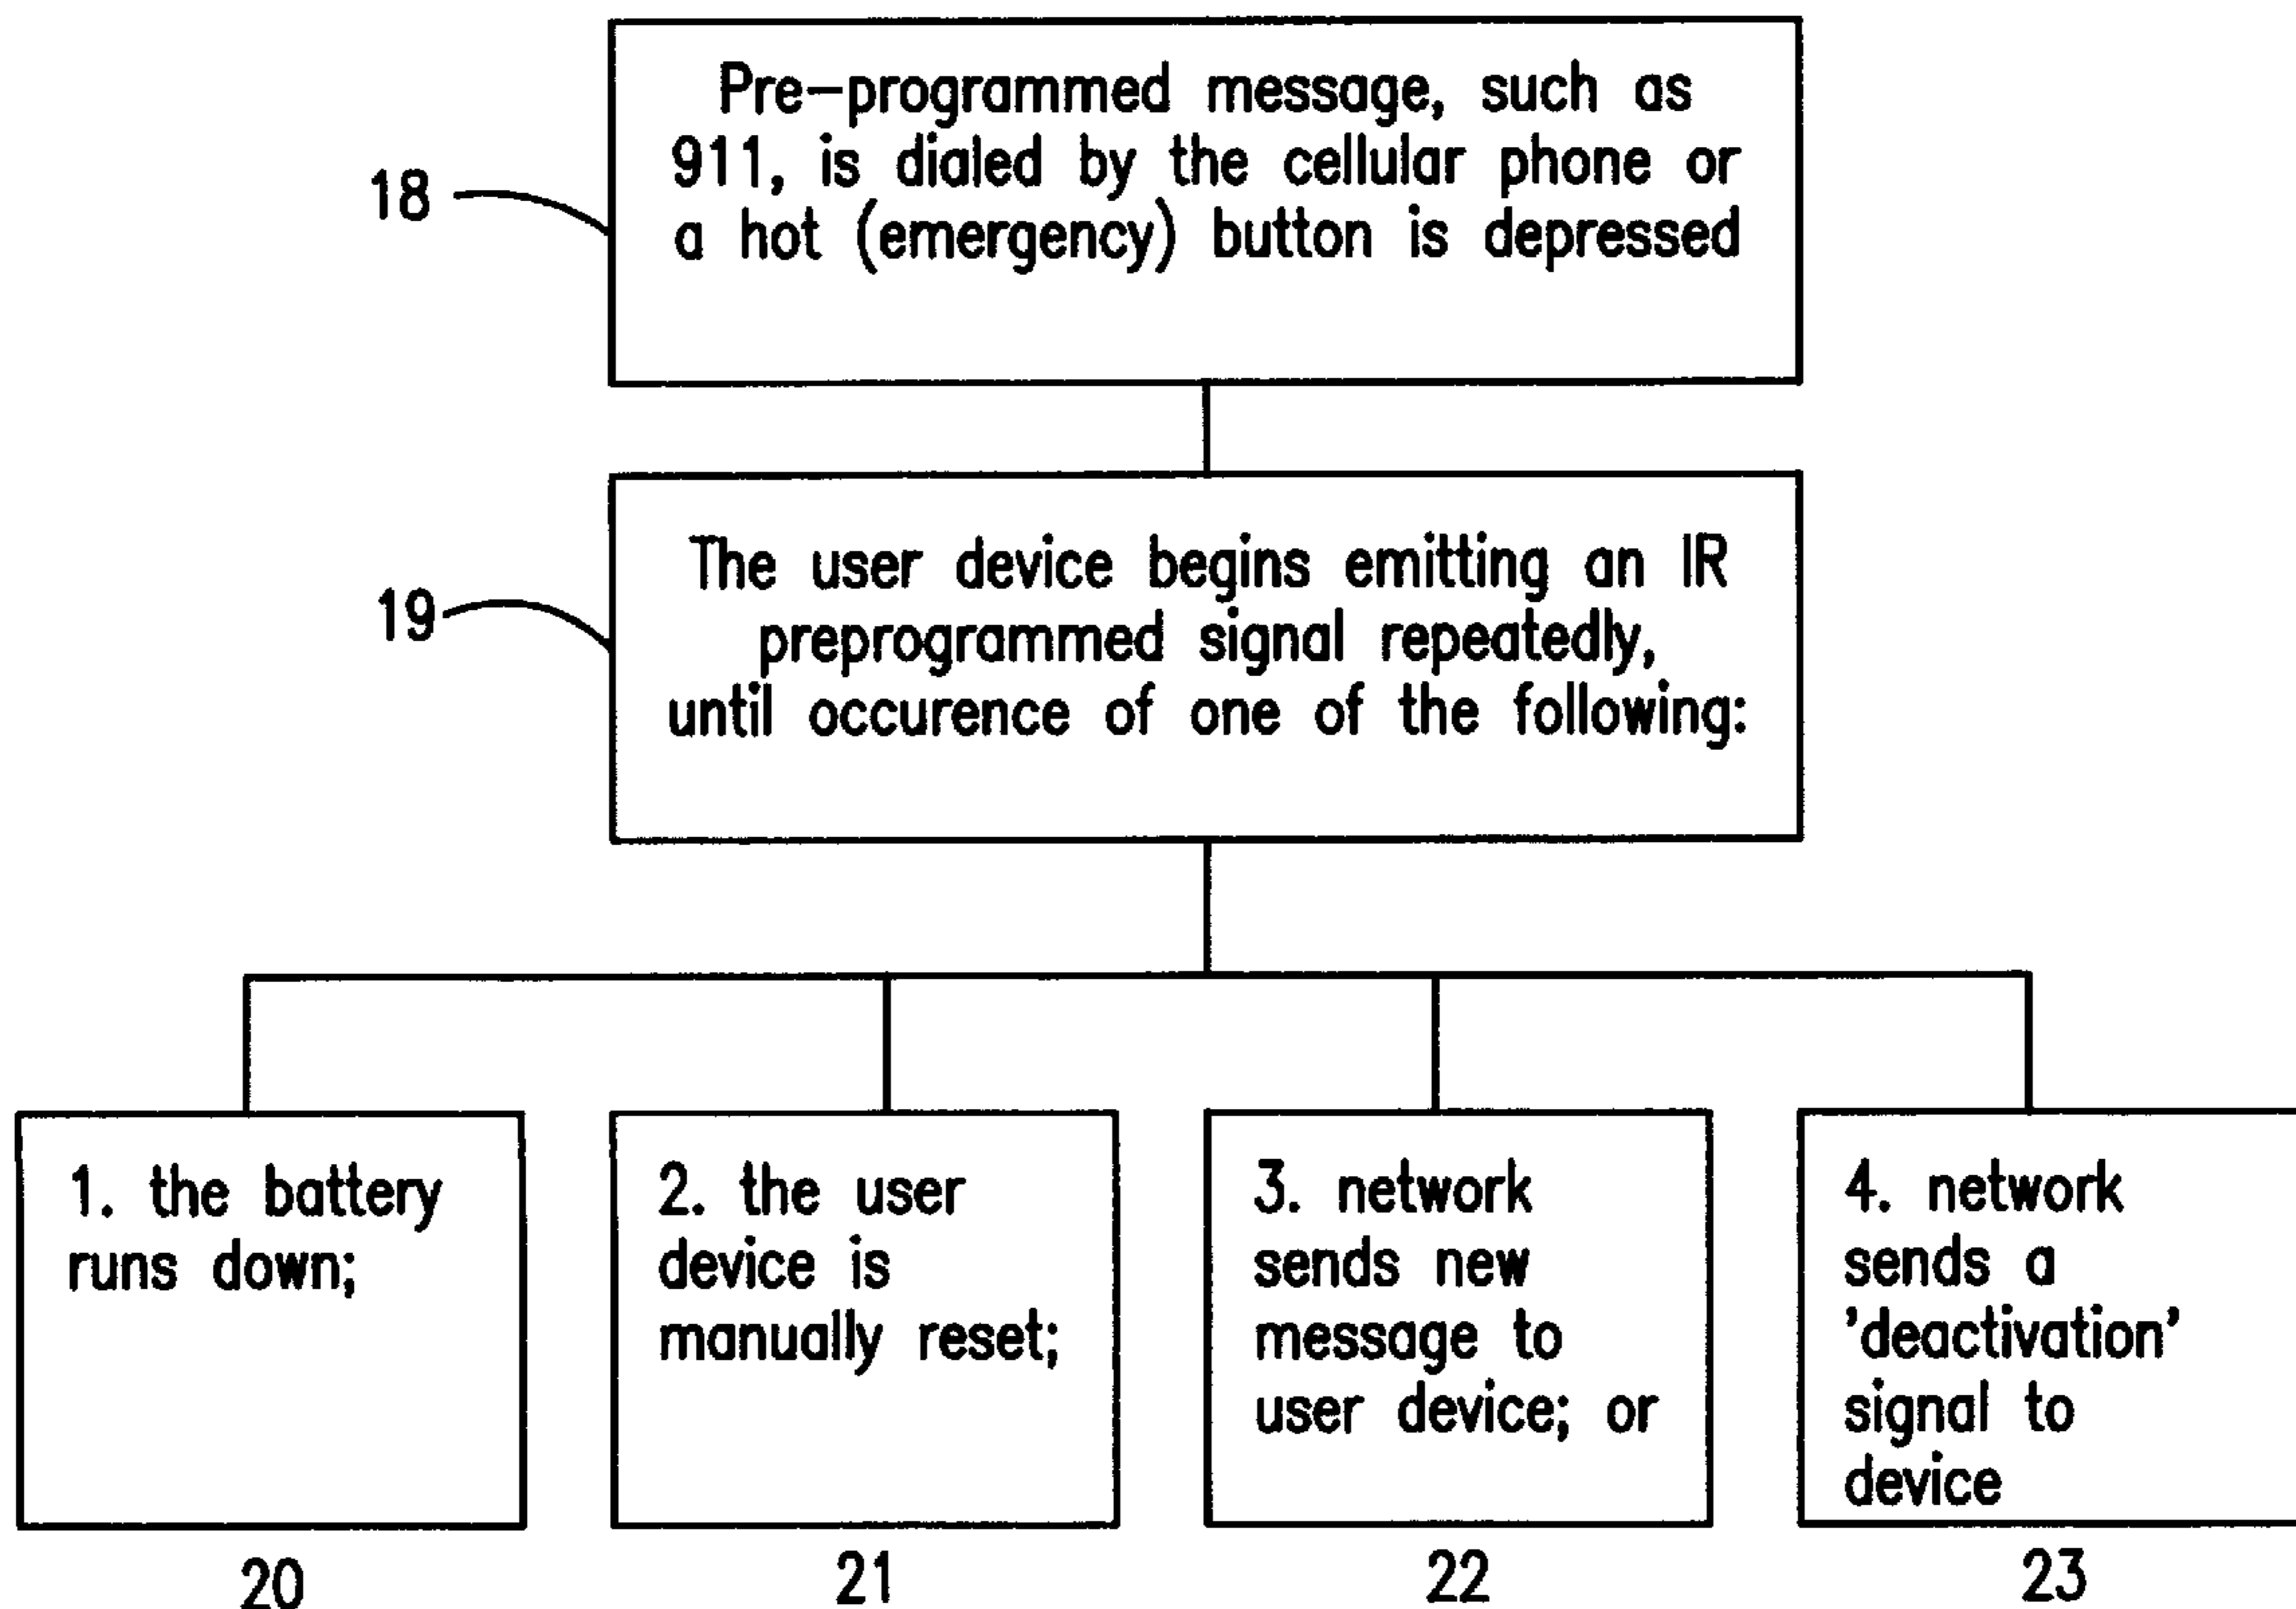 Pre-programmed message, such as
911, is dialed by the cellular phone or
a hot (emergency) button is depressed
18
The user device begins emitting an IR
preprogrammed signal repeatedly,
until occurence of one of the following:
19
1. the battery
runs down;
20
2. the user
device is
manually reset;
21
3. network
sends new
message to
user device; or
22
4. network
sends a
'deactivation'
signal to
device
23